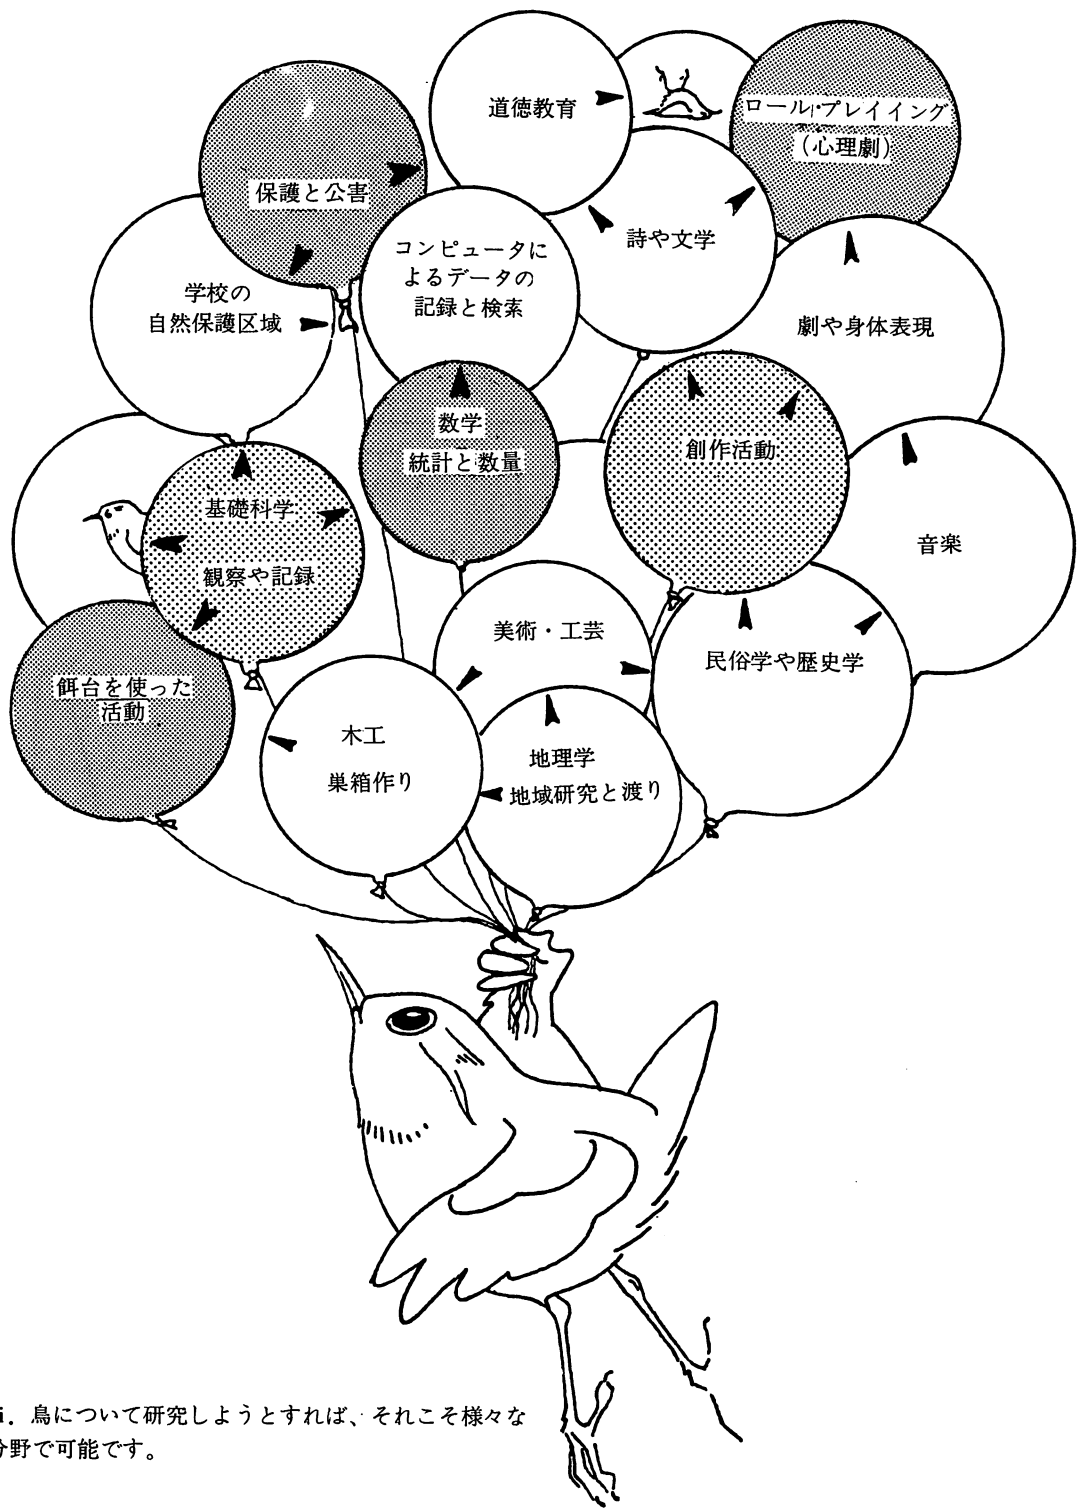 道徳教育
ロール・プレイイング
(心理劇)
保護と公害
詩や文学
コンピュータに
よるデータの
記録と検索
学校の
自然保護区域
劇や身体表現
数学
統計と数量
創作活動
基礎科学
観察や記録
音楽
美術・工芸
民俗学や歴史学
餌台を使った
活動
木工
巣箱作り
地理学
地域研究と渡り
鳥について研究しようとすれば、それこそ様々な
分野で可能です。